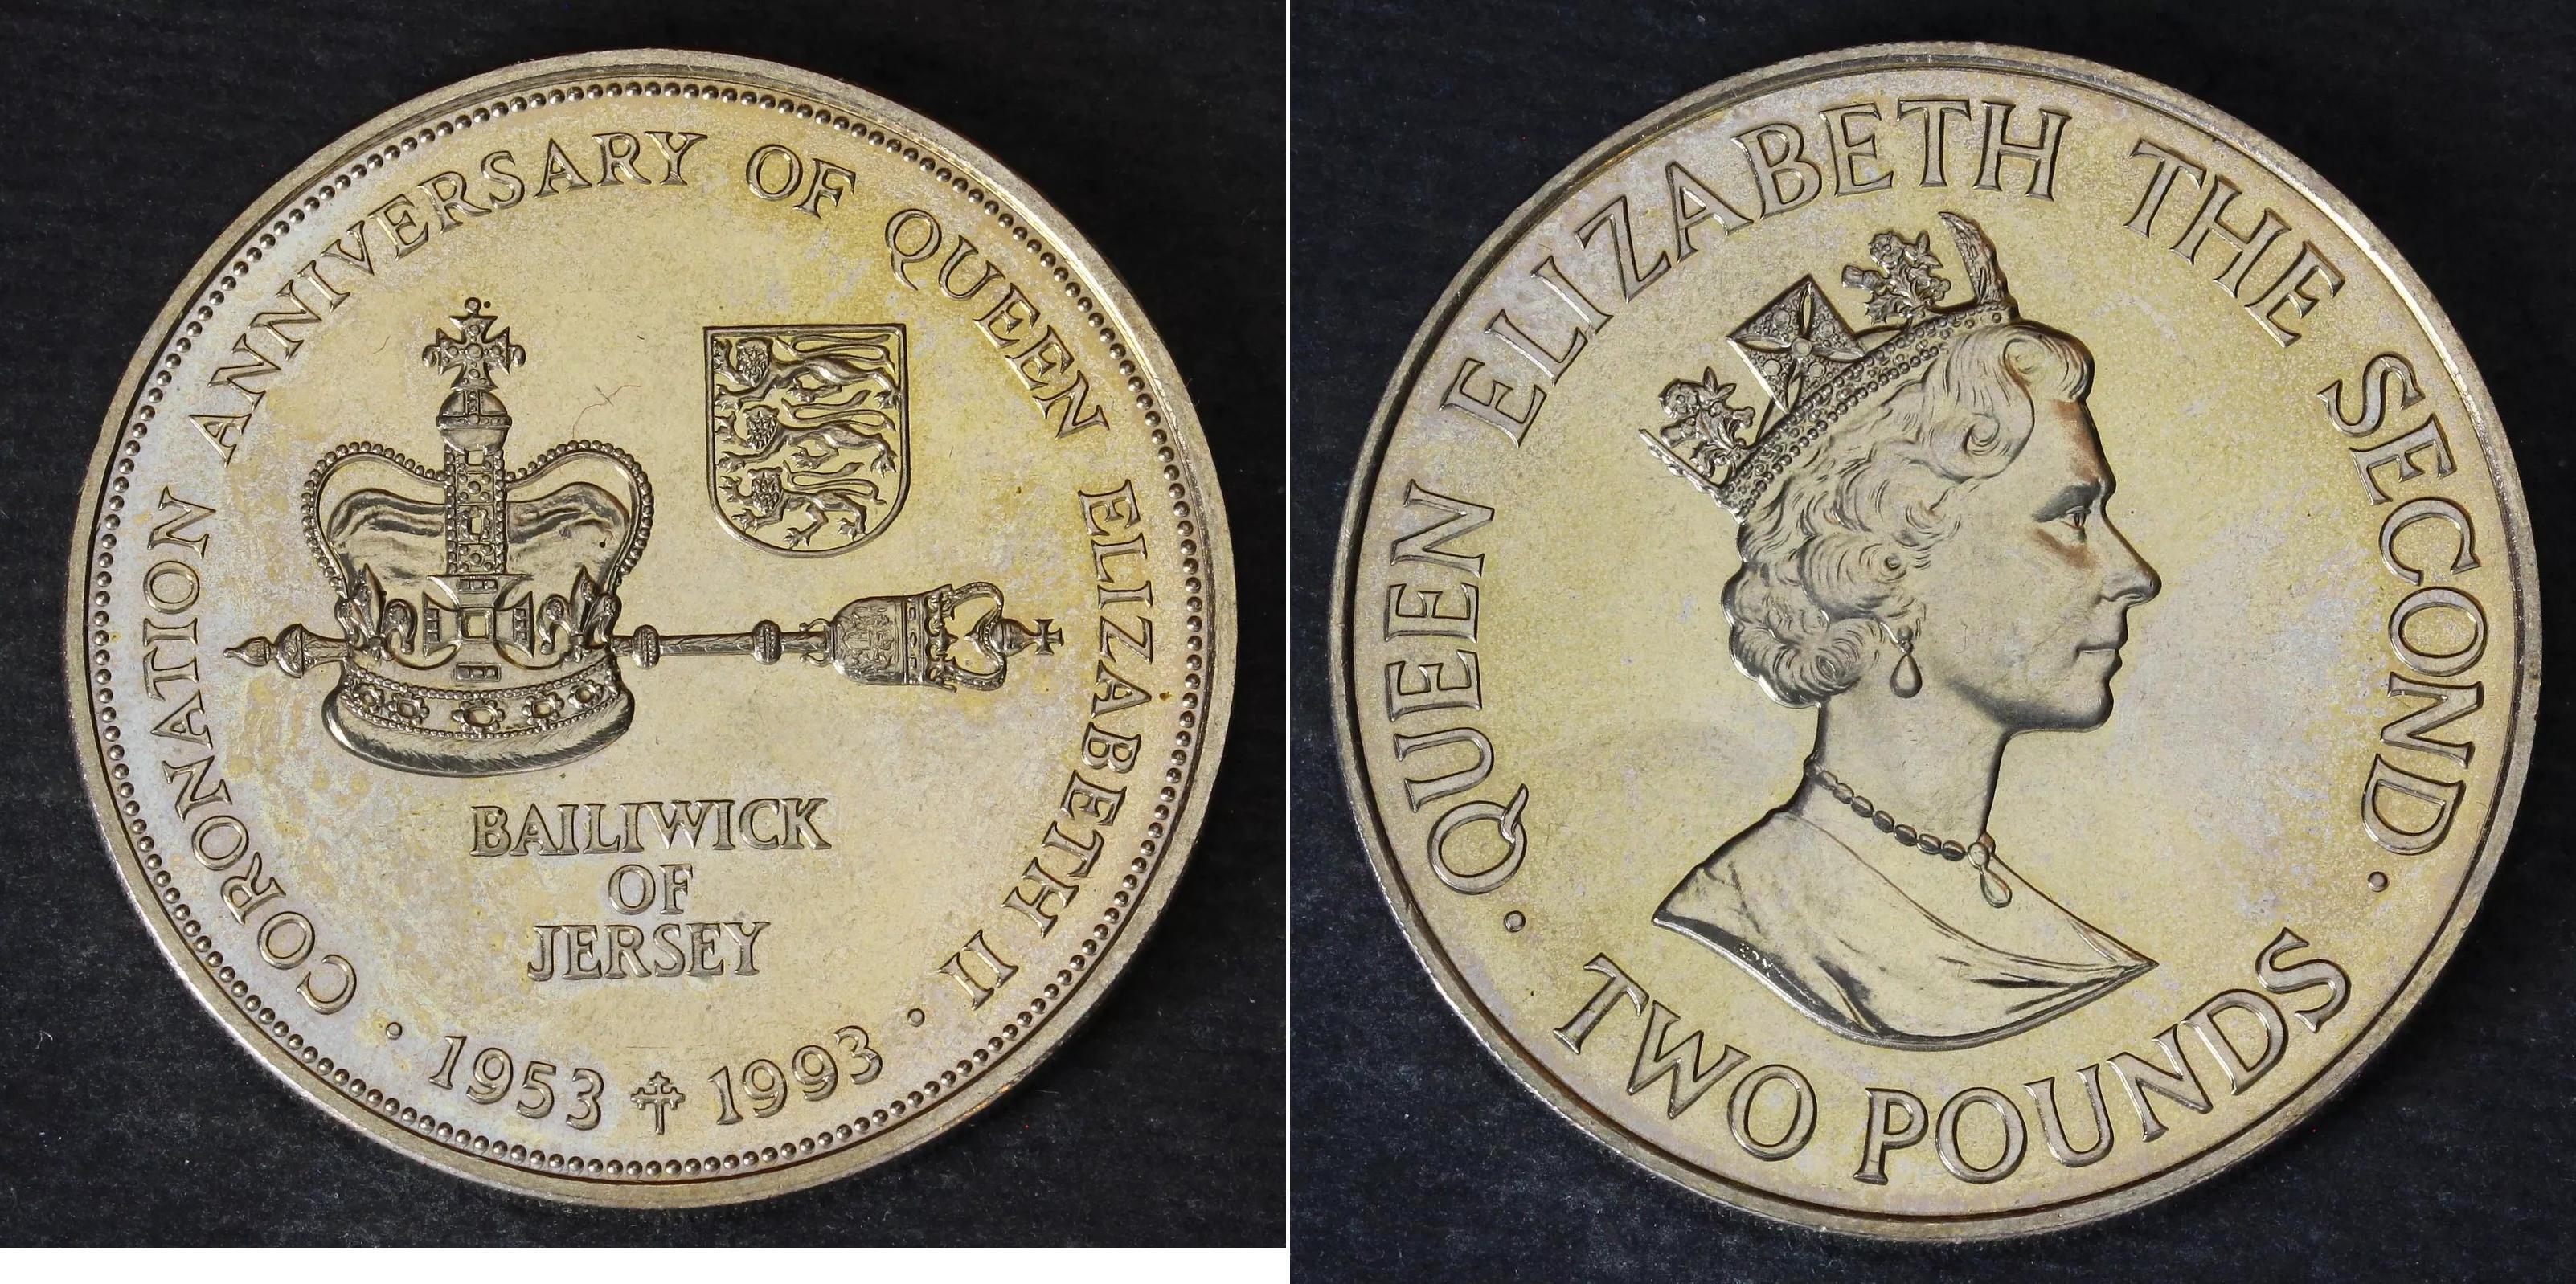 CORONATION ANNIVERSARY OF QUEEN ELIZABETH II
BAILIWICK
OF
JERSEY
· 1953 ☨ 1993 ·
QUEEN ELIZABETH THE SECOND
· TWO POUNDS ·